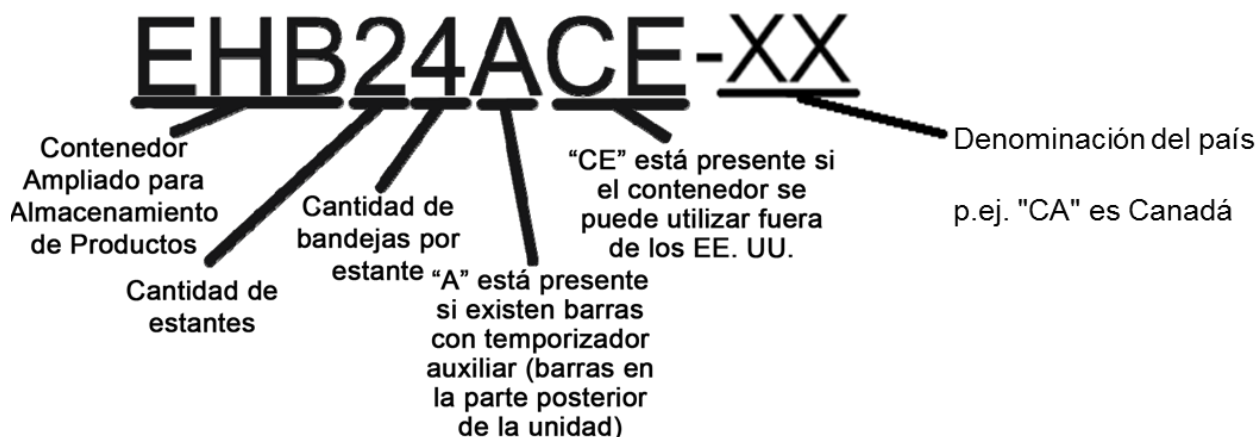 EHB24ACE-XX
Contenedor
Ampliado para
Almacenamiento
de Productos
Cantidad de
estantes
Cantidad de
bandejas por
estante
“A” está presente
si existen barras
con temporizador
auxiliar (barras en
la parte posterior
de la unidad)
“CE” está presente si
el contenedor se
puede utilizar fuera
de los EE. UU.
Denominación del país
p.ej. "CA" es Canadá